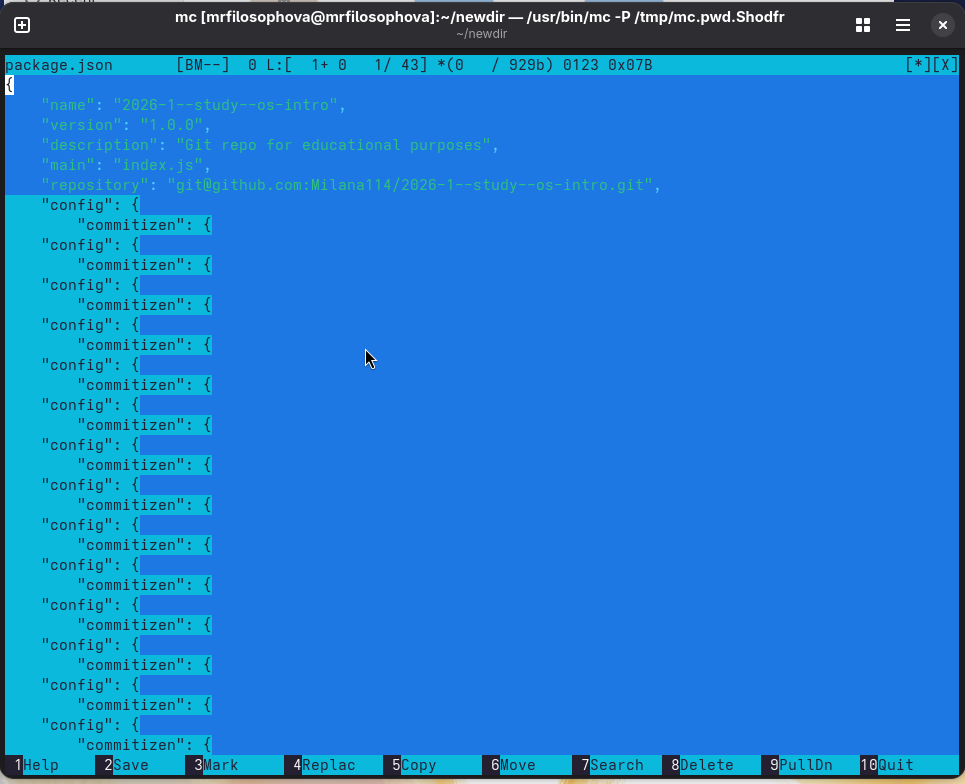 mc [mrfilosophova@mrfilosophova]:~/newdir — /usr/bin/mc -P /tmp/mc.pwd.Shodfr
~/newdir
package.json [BM--] 0 L:[ 1+ 0 1/ 43] *(0 / 929b) 0123 0x07B [*][X]
{
"name": "2026-1--study--os-intro",
"version": "1.0.0",
"description": "Git repo for educational purposes",
"main": "index.js",
"repository": "git@github.com:Milana114/2026-1--study--os-intro.git",
"config": {
"commitizen": {
"config": {
"commitizen": {
"config": {
"commitizen": {
"config": {
"commitizen": {
"config": {
"commitizen": {
"config": {
"commitizen": {
"config": {
"commitizen": {
"config": {
"commitizen": {
"config": {
"commitizen": {
"config": {
"commitizen": {
"config": {
"commitizen": {
"config": {
"commitizen": {
"config": {
"commitizen": {
"config": {
"commitizen": {
1Help 2Save 3Mark 4Replac 5Copy 6Move 7Search 8Delete 9PullDn 10Quit